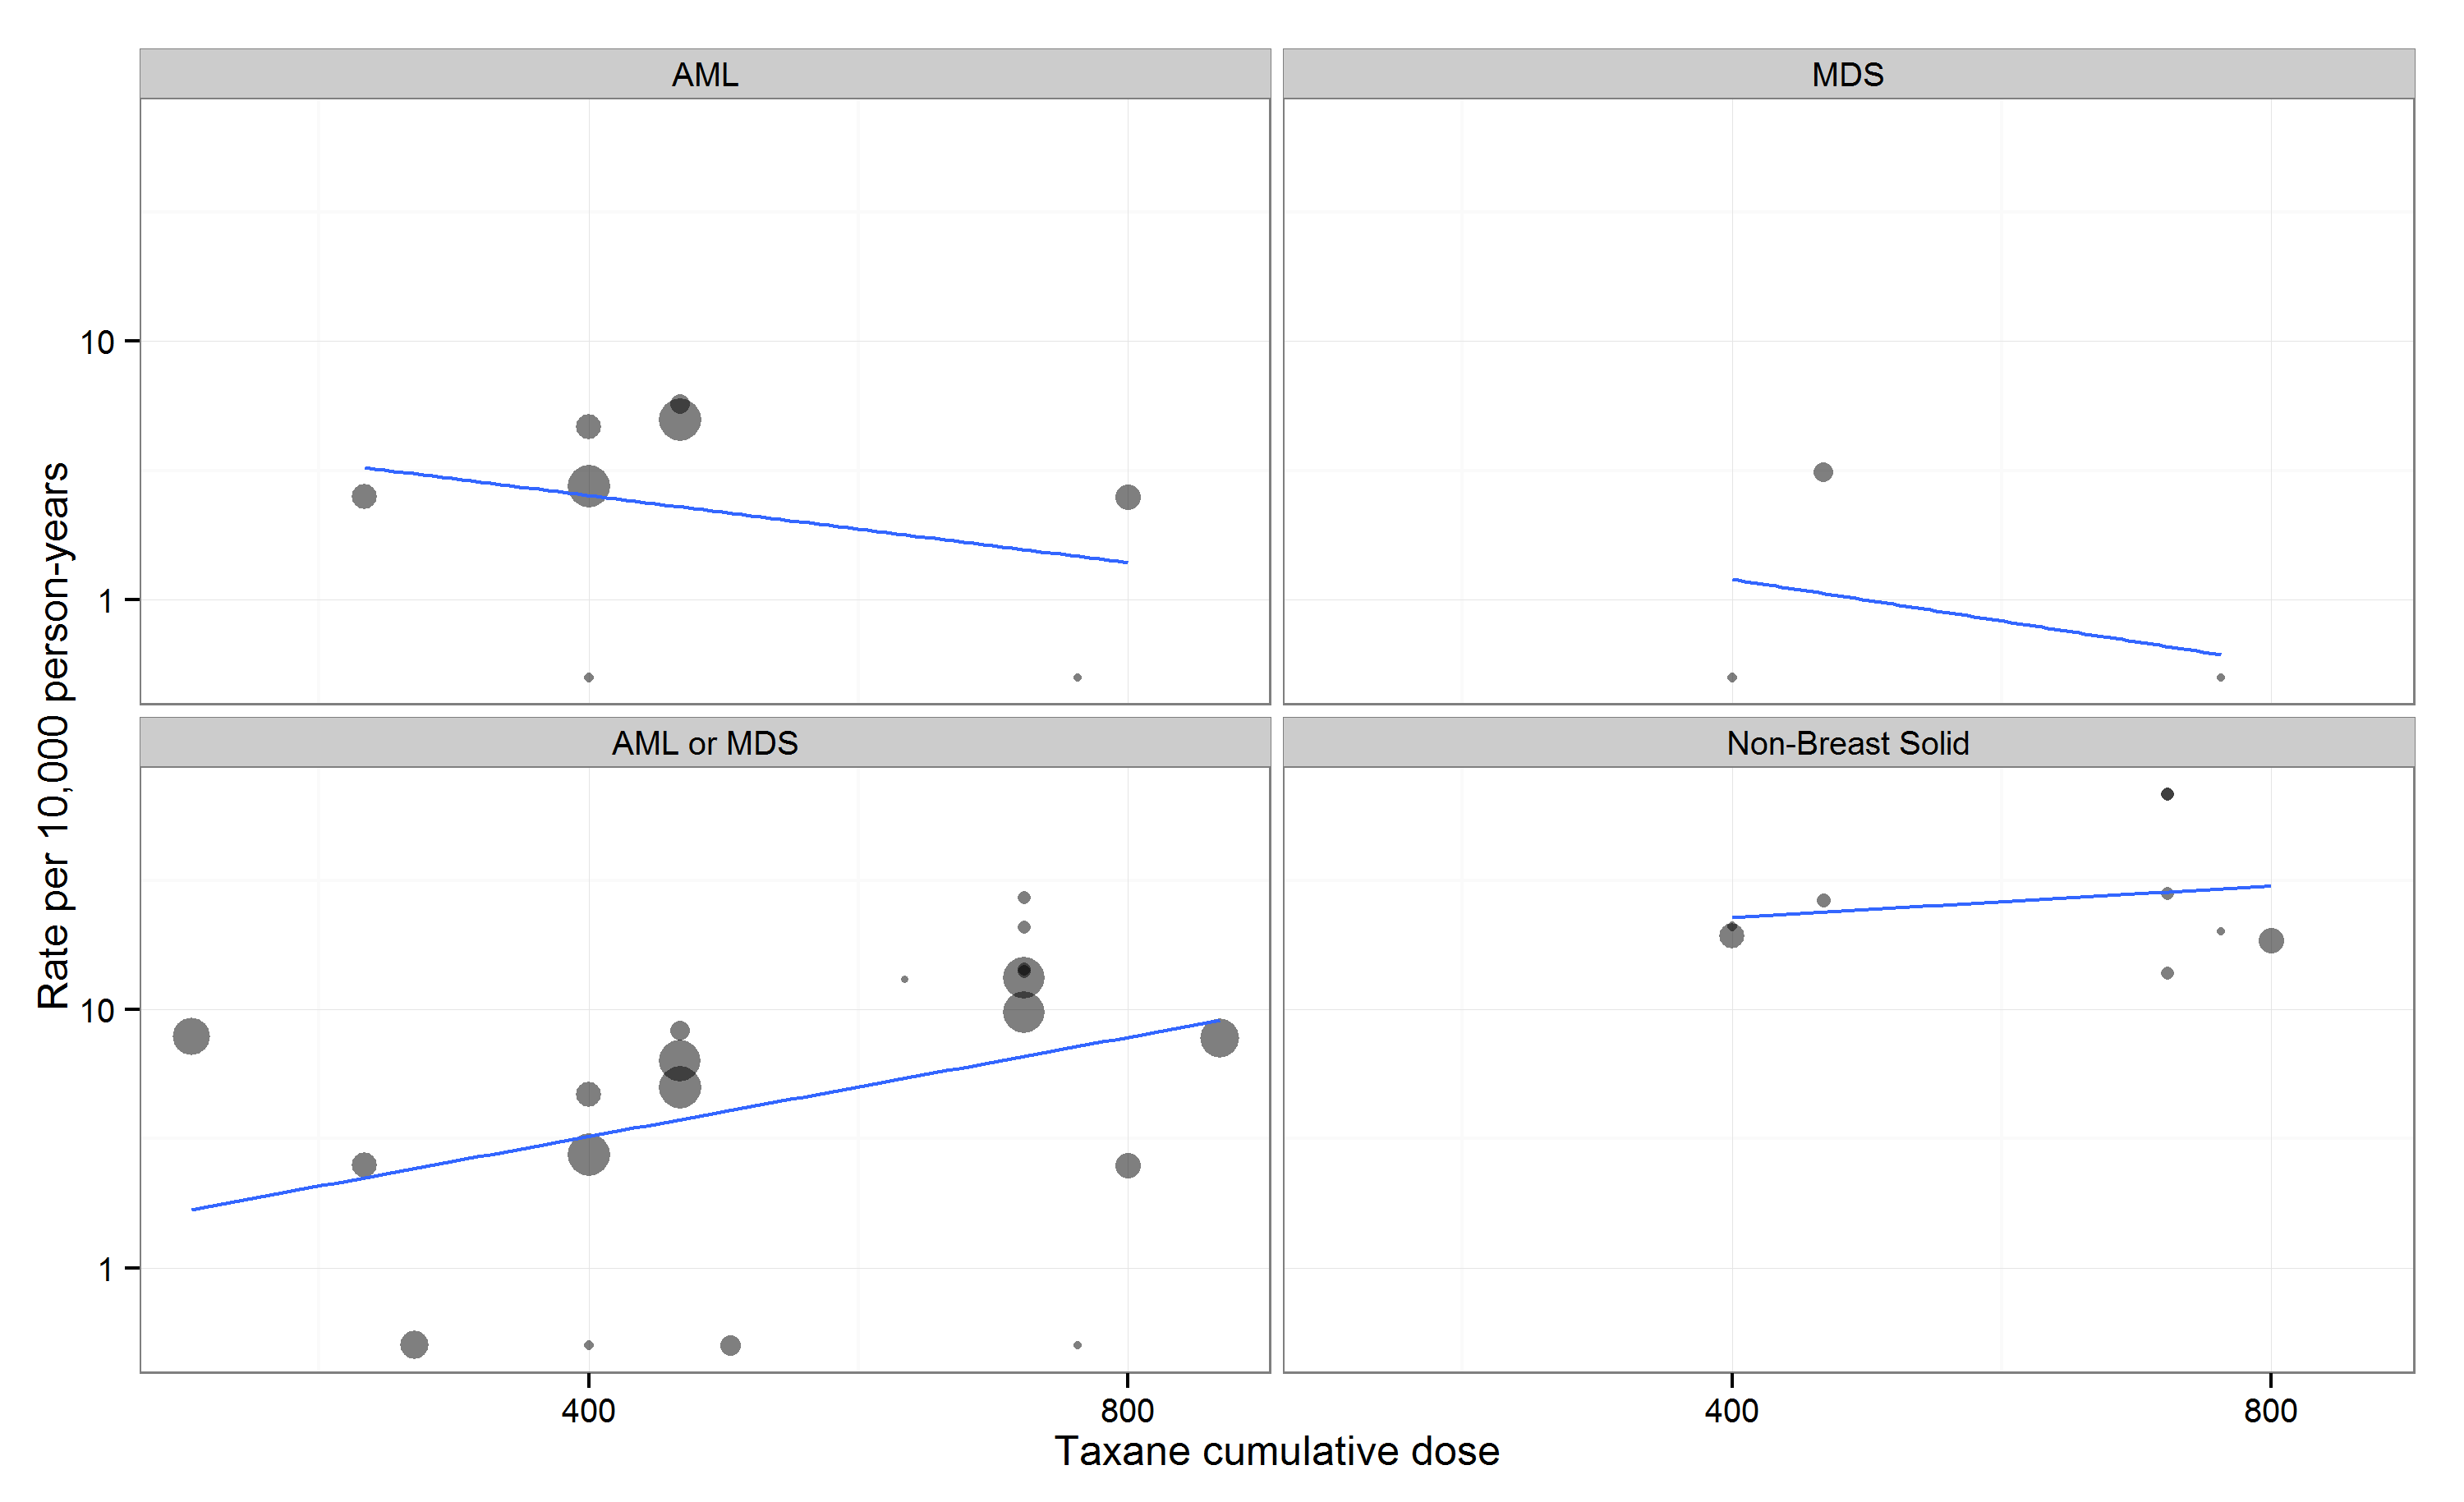 AML
MDS
10
1
AML or MDS
Non-Breast Solid
10
1
Rate per 10,000 person-years
400
800
400
800
Taxane cumulative dose